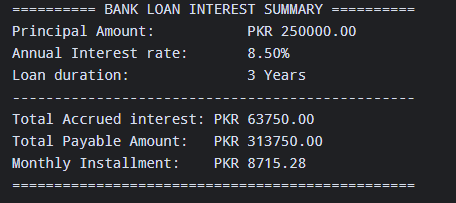 ========== BANK LOAN INTEREST SUMMARY ==========
Principal Amount:           PKR 250000.00
Annual Interest rate:       8.50%
Loan duration:              3 Years
------------------------------------------------
Total Accrued interest: PKR 63750.00
Total Payable Amount:   PKR 313750.00
Monthly Installment:    PKR 8715.28
================================================